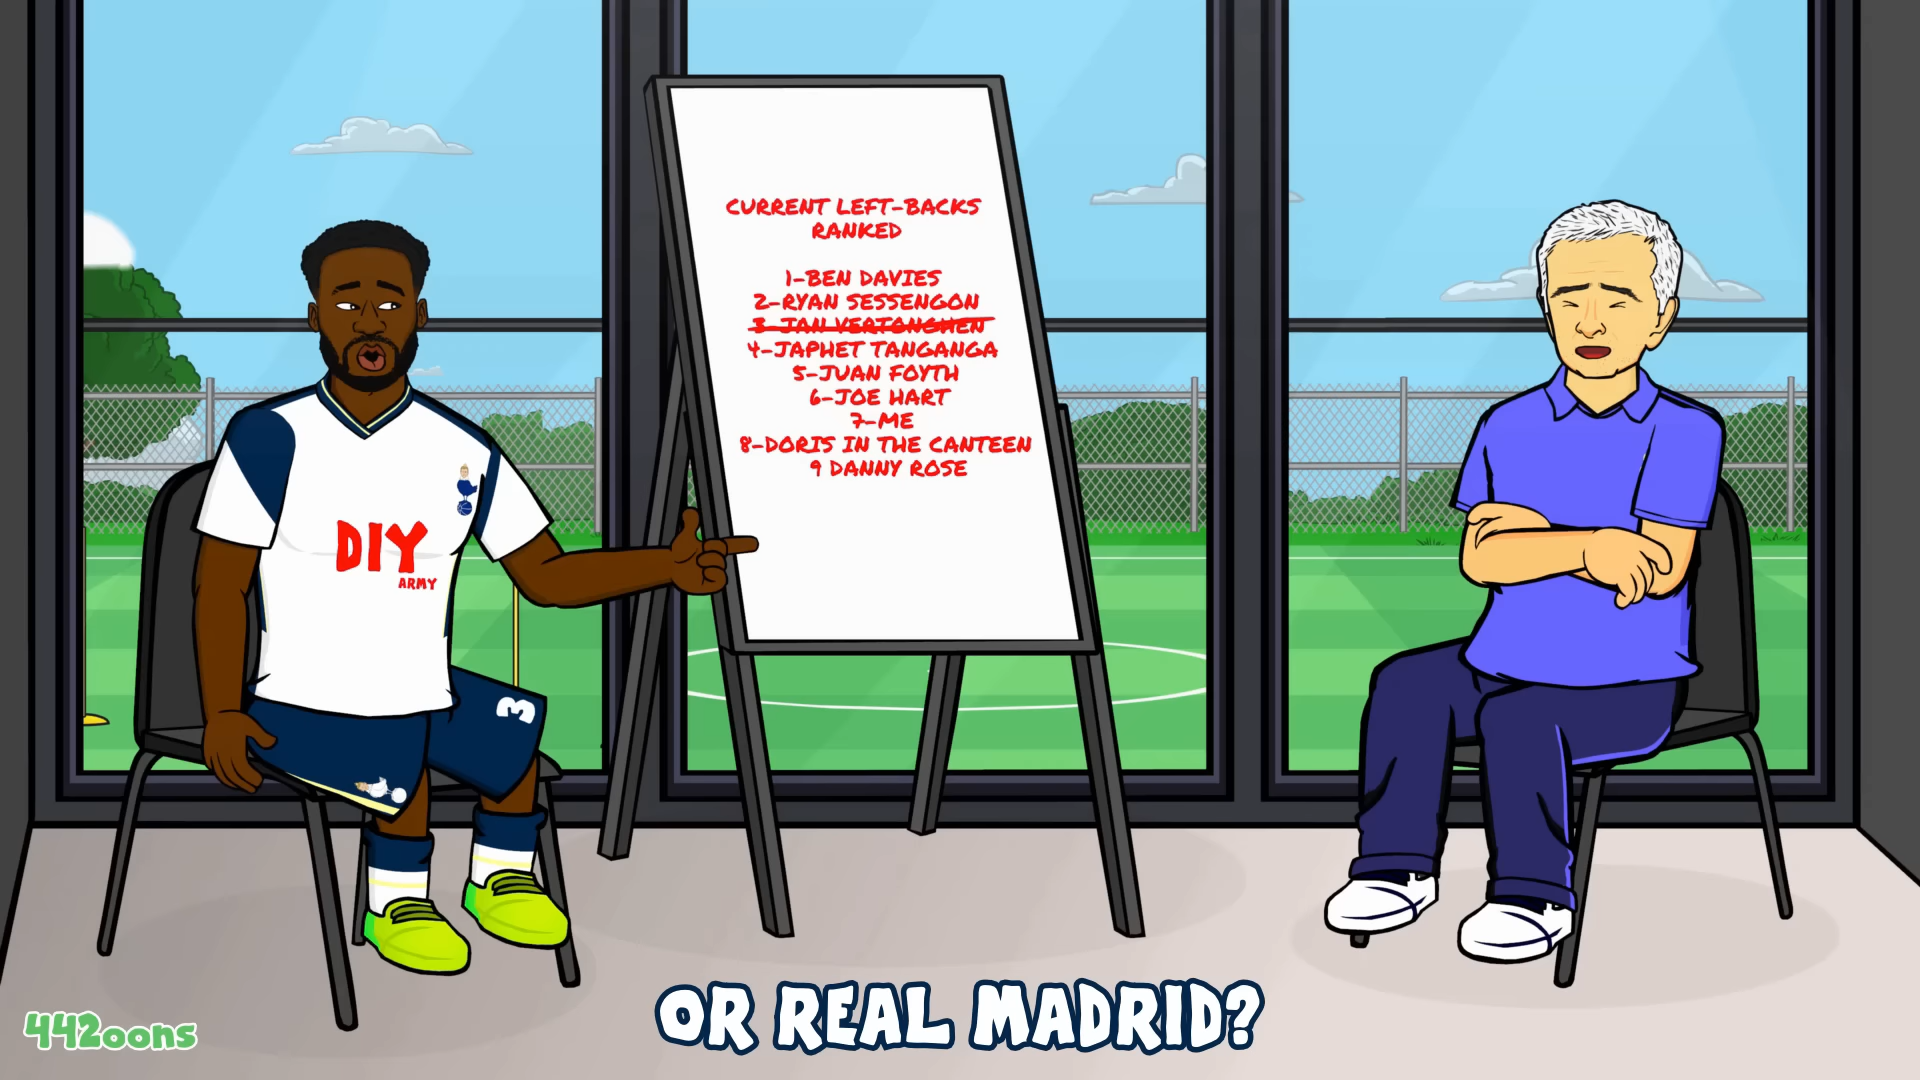 CURRENT LEFT-BACKS
RANKED
1-BEN DAVIES
2-RYAN SESSENGON
3-JAN VERTONGHEN
4-JAPHET TANGANGA
5-JUAN FOYTH
6-JOE HART
7-ME
8-DORIS IN THE CANTEEN
9 DANNY ROSE
DIY
ARMY
3
OR REAL MADRID?
442oons